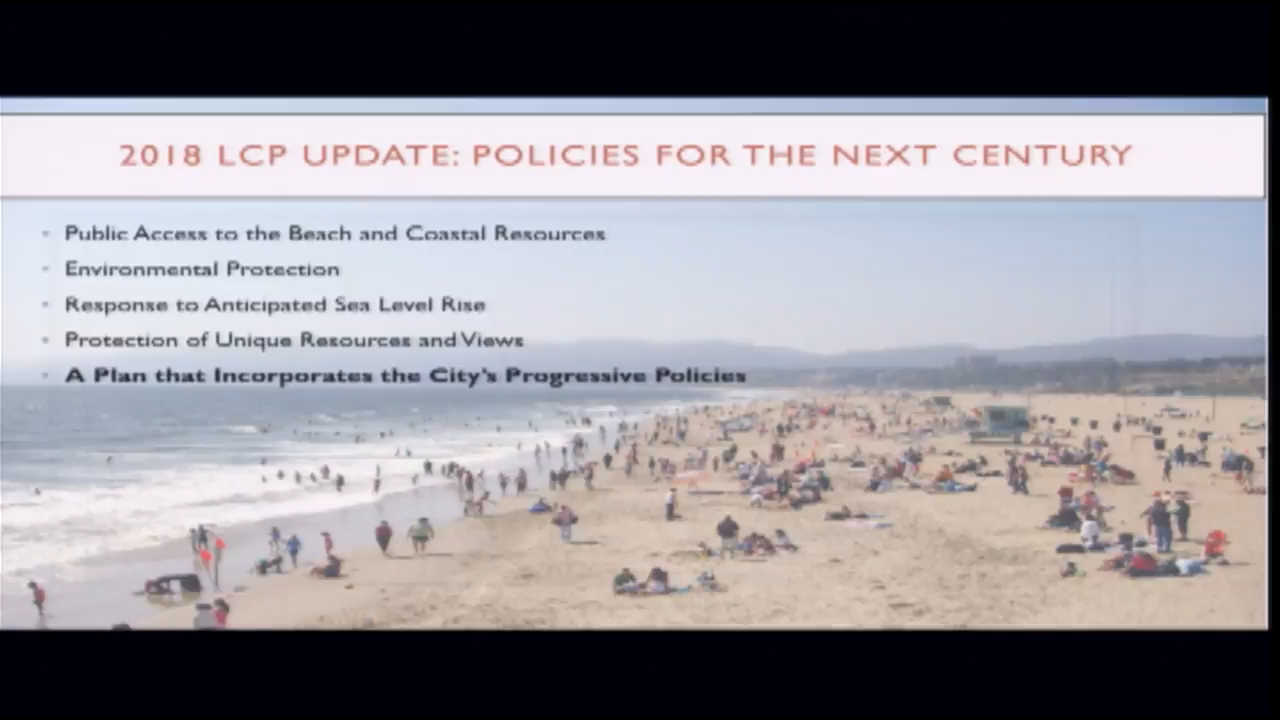 2018 LCP UPDATE: POLICIES FOR THE NEXT CENTURY
Public Access to the Beach and Coastal Resources
Environmental Protection
Response to Anticipated Sea Level Rise
Protection of Unique Resources and Views
A Plan that Incorporates the City's Progressive Policies